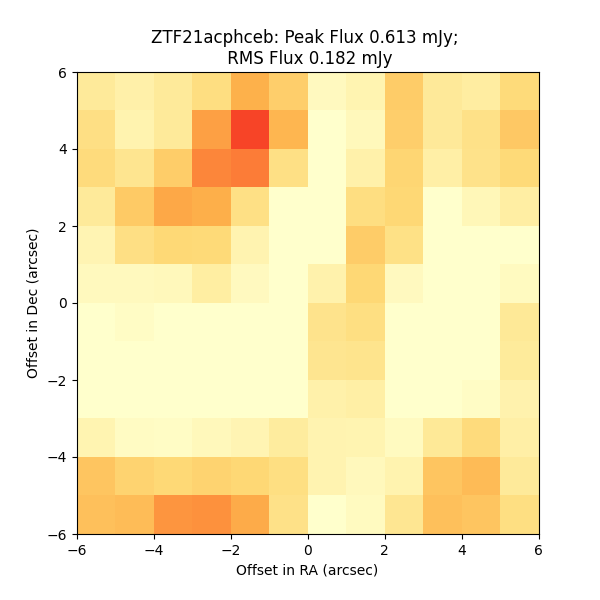 ZTF21acphceb: Peak Flux 0.613 mJy;
RMS Flux 0.182 mJy
6
4
2
0
−2
−4
−6
Offset in Dec (arcsec)
−6 −4 −2 0 2 4 6
Offset in RA (arcsec)